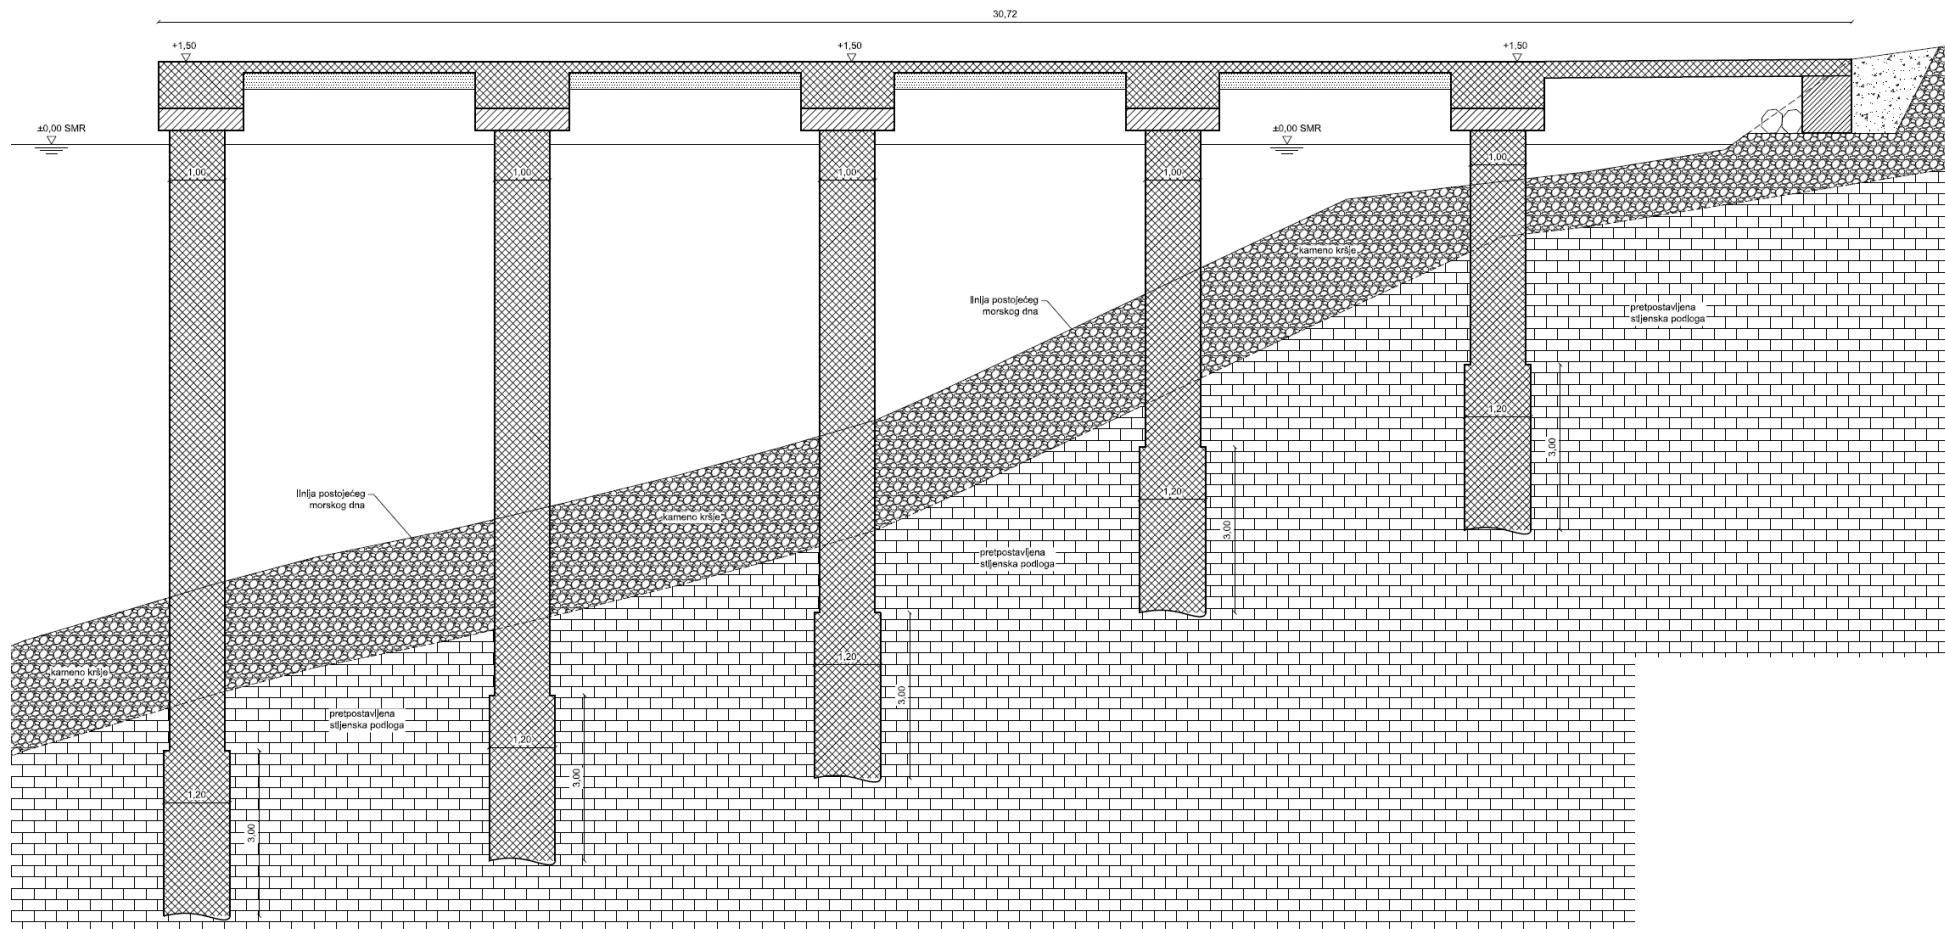 30,72
+1,50
+1,50
+1,50
±0,00 SMR
±0,00 SMR
1,00
1,00
1,00
1,00
1,00
kameno kršje
linija postojećeg
morskog dna
pretpostavljena
stijenska podloga
1,20
3,00
linija postojećeg
morskog dna
kameno kršje
1,20
3,00
pretpostavljena
stijenska podloga
1,20
3,00
kameno kršje
pretpostavljena
stijenska podloga
1,20
3,00
1,20
3,00